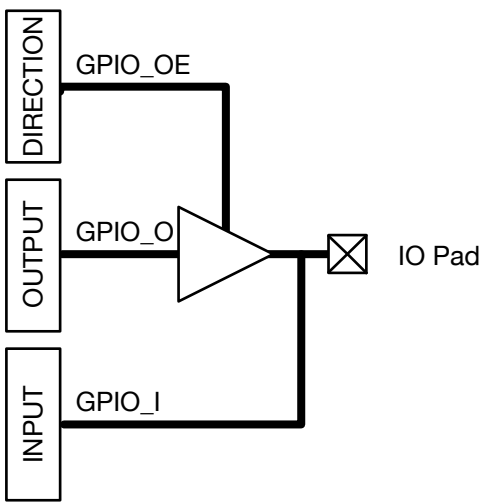 DIRECTION
GPIO_OE
OUTPUT
GPIO_O
IO Pad
INPUT
GPIO_I